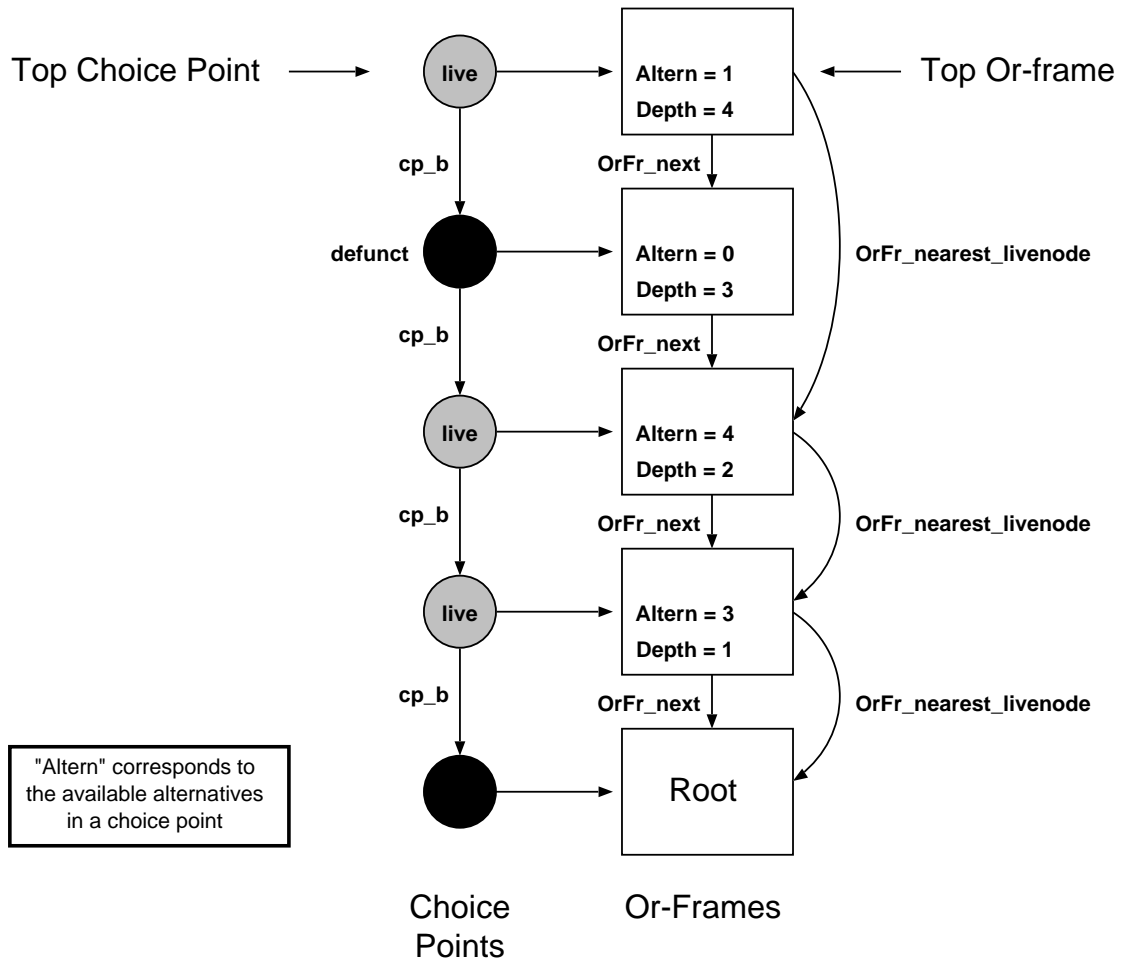 Top Choice Point
live
Altern = 1
Depth = 4
Top Or-frame
cp_b
OrFr_next
defunct
Altern = 0
Depth = 3
OrFr_nearest_livenode
cp_b
OrFr_next
live
Altern = 4
Depth = 2
cp_b
OrFr_next
OrFr_nearest_livenode
live
Altern = 3
Depth = 1
cp_b
OrFr_next
OrFr_nearest_livenode
"Altern" corresponds to
the available alternatives
in a choice point
Root
Choice
Points
Or-Frames